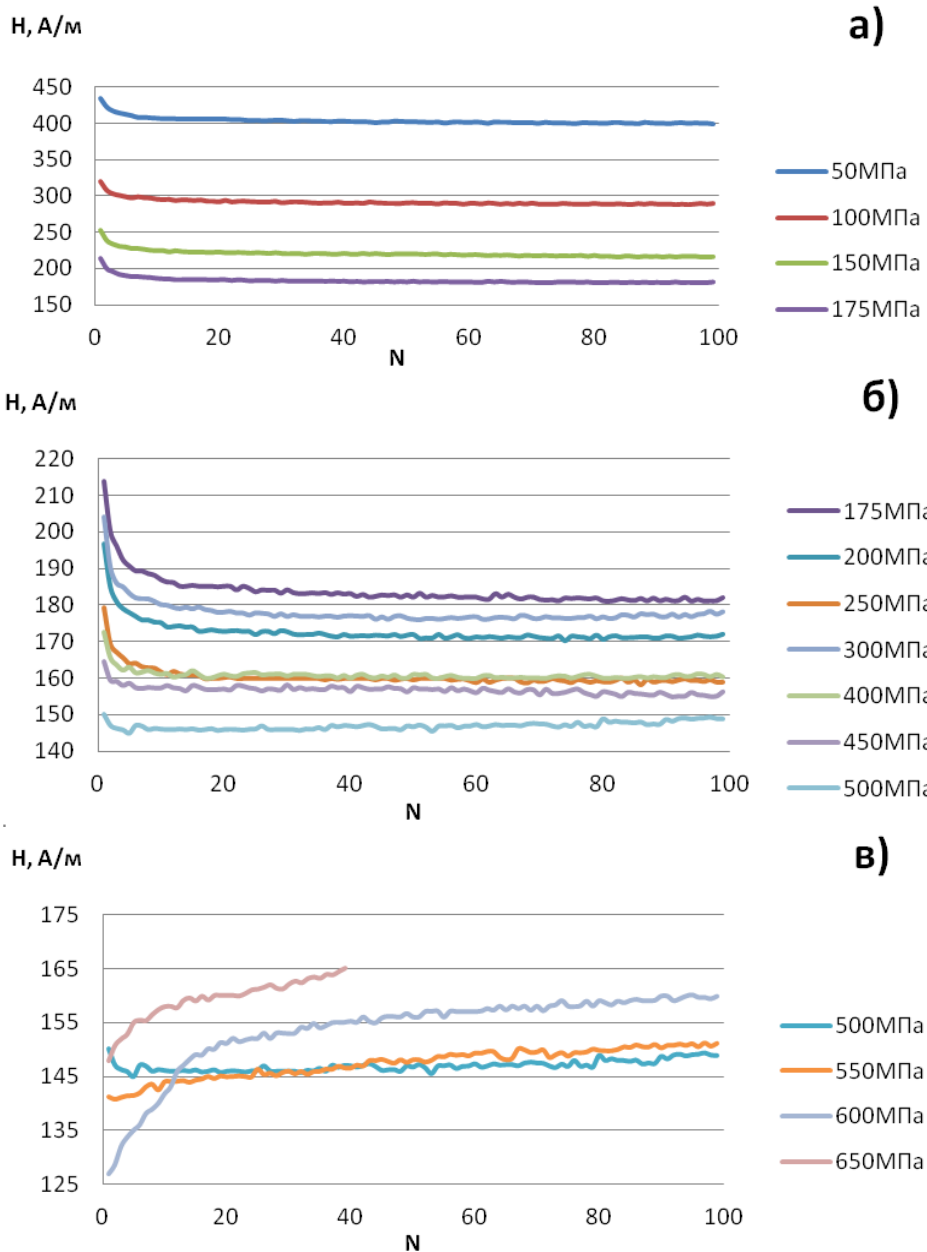 Н, А/м
а)
450
400
350
300
250
200
150
0
20
40
60
80
100
N
50МПа
100МПа
150МПа
175МПа
Н, А/м
б)
220
210
200
190
180
170
160
150
140
0
20
40
60
80
100
N
175МПа
200МПа
250МПа
300МПа
400МПа
450МПа
500МПа
Н, А/м
в)
175
165
155
145
135
125
0
20
40
60
80
100
N
500МПа
550МПа
600МПа
650МПа